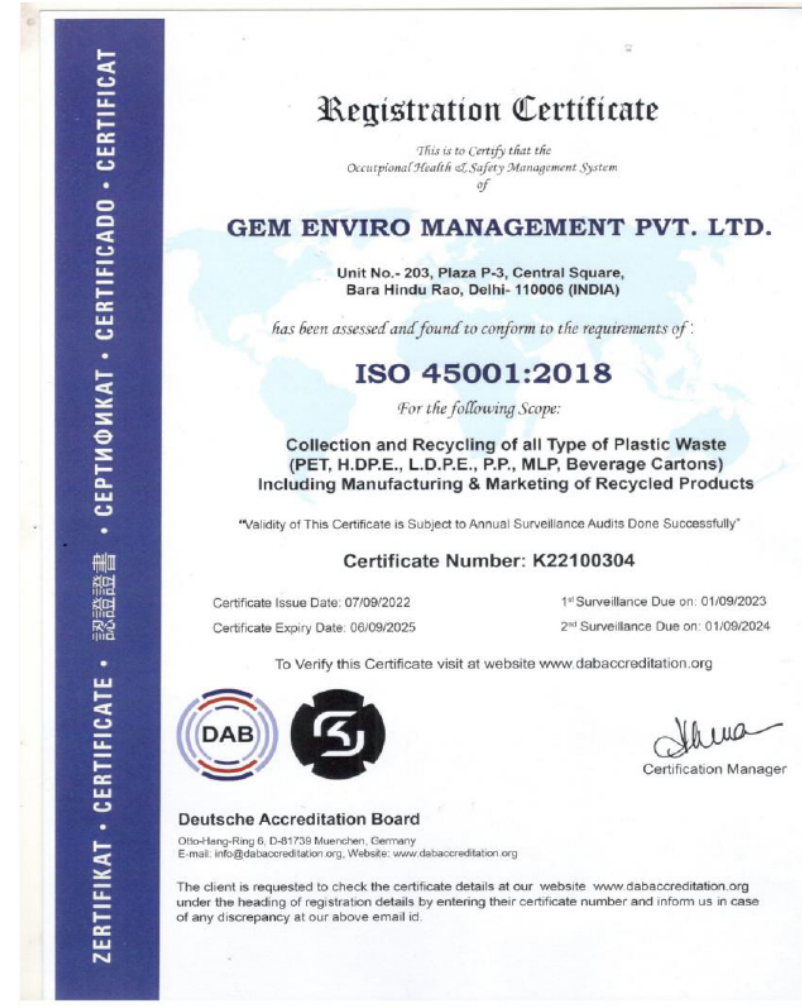 ZERTIFIKAT • CERTIFICATE • 認證證書 • СЕРТИФИКАТ • CERTIFICADO • CERTIFICAT
Registration Certificate
This is to Certify that the
Occutpional Health & Safety Management System
of
GEM ENVIRO MANAGEMENT PVT. LTD.
Unit No.- 203, Plaza P-3, Central Square,
Bara Hindu Rao, Delhi- 110006 (INDIA)
has been assessed and found to conform to the requirements of :
ISO 45001:2018
For the following Scope:
Collection and Recycling of all Type of Plastic Waste
(PET, H.DP.E., L.D.P.E., P.P., MLP, Beverage Cartons)
Including Manufacturing & Marketing of Recycled Products
"Validity of This Certificate is Subject to Annual Surveillance Audits Done Successfully"
Certificate Number: K22100304
Certificate Issue Date: 07/09/2022 1st Surveillance Due on: 01/09/2023
Certificate Expiry Date: 06/09/2025 2nd Surveillance Due on: 01/09/2024
To Verify this Certificate visit at website www.dabaccreditation.org
DAB
Certification Manager
Deutsche Accreditation Board
Otto-Hang-Ring 6, D-81739 Muenchen, Germany
E-mail: info@dabaccreditation.org, Website: www.dabaccreditation.org
The client is requested to check the certificate details at our website www.dabaccreditation.org
under the heading of registration details by entering their certificate number and inform us in case
of any discrepancy at our above email id.